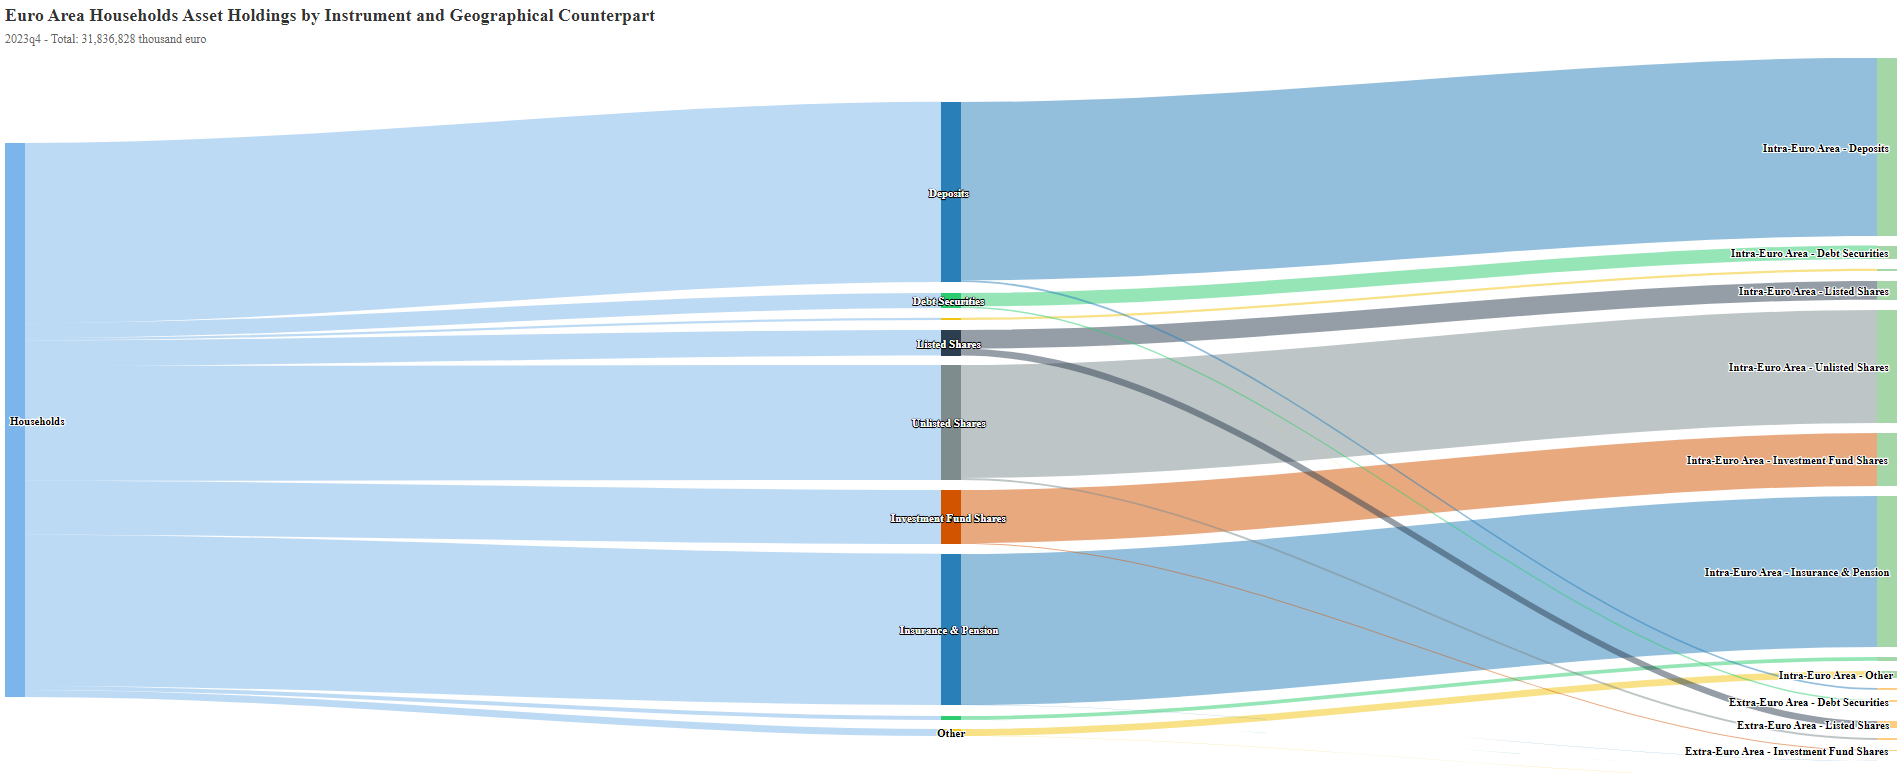 Euro Area Households Asset Holdings by Instrument and Geographical Counterpart
2023q4 - Total: 31,836,828 thousand euro
Households
Deposits
Debt Securities
Listed Shares
Unlisted Shares
Investment Fund Shares
Insurance & Pension
Other
Intra-Euro Area - Deposits
Intra-Euro Area - Debt Securities
Intra-Euro Area - Listed Shares
Intra-Euro Area - Unlisted Shares
Intra-Euro Area - Investment Fund Shares
Intra-Euro Area - Insurance & Pension
Intra-Euro Area - Other
Extra-Euro Area - Debt Securities
Extra-Euro Area - Listed Shares
Extra-Euro Area - Investment Fund Shares